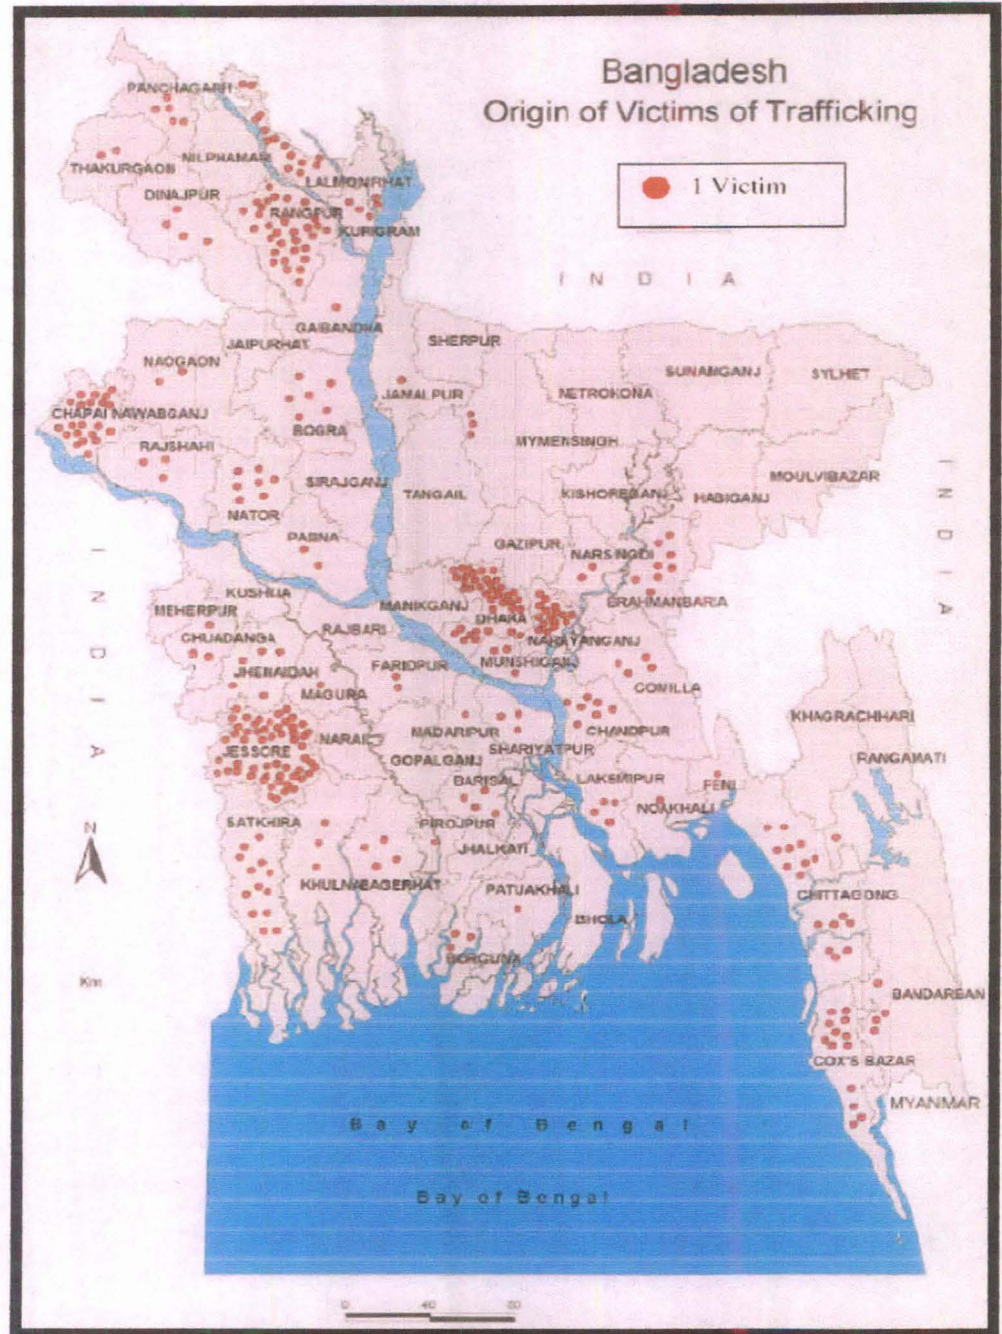 Bangladesh
Origin of Victims of Trafficking
1 Victim
PANCHAGARH
THAKURGAON
NILPHAMARI
LALMONIRHAT
DINAJPUR
RANGPUR
KURIGRAM
INDIA
GAIBANDHA
JAIPURHAT
SHERPUR
NAOGAON
SUNAMGANJ
SYLHET
JAMALPUR
NETROKONA
CHAPAI NAWABGANJ
BOGRA
MYMENSINGH
RAJSHAHI
MOULVIBAZAR
SIRAJGANJ
TANGAIL
KISHOREGANJ
HABIGANJ
NATOR
INDIA
PABNA
GAZIPUR
NARSINGDI
INDIA
KUSHTIA
MEHERPUR
MANIKGANJ
DHAKA
BRAHMANBARIA
RAJBARI
NARAYANGANJ
CHUADANGA
JHENAIDAH
FARIDPUR
MUNSHIGANJ
MAGURA
COMILLA
KHAGRACHHARI
JESSORE
NARAIL
MADARIPUR
CHANDPUR
SHARIYATPUR
RANGAMATI
GOPALGANJ
BARISAL
LAKSMIPUR
FENI
NOAKHALI
SATKHIRA
PIROJPUR
N
JHALKATI
KHULNA
BAGERHAT
PATUAKHALI
CHITTAGONG
BHOLA
BORGUNA
Km
BANDARBAN
COX'S BAZAR
MYANMAR
Bay of Bengal
Bay of Bengal
0 40 80